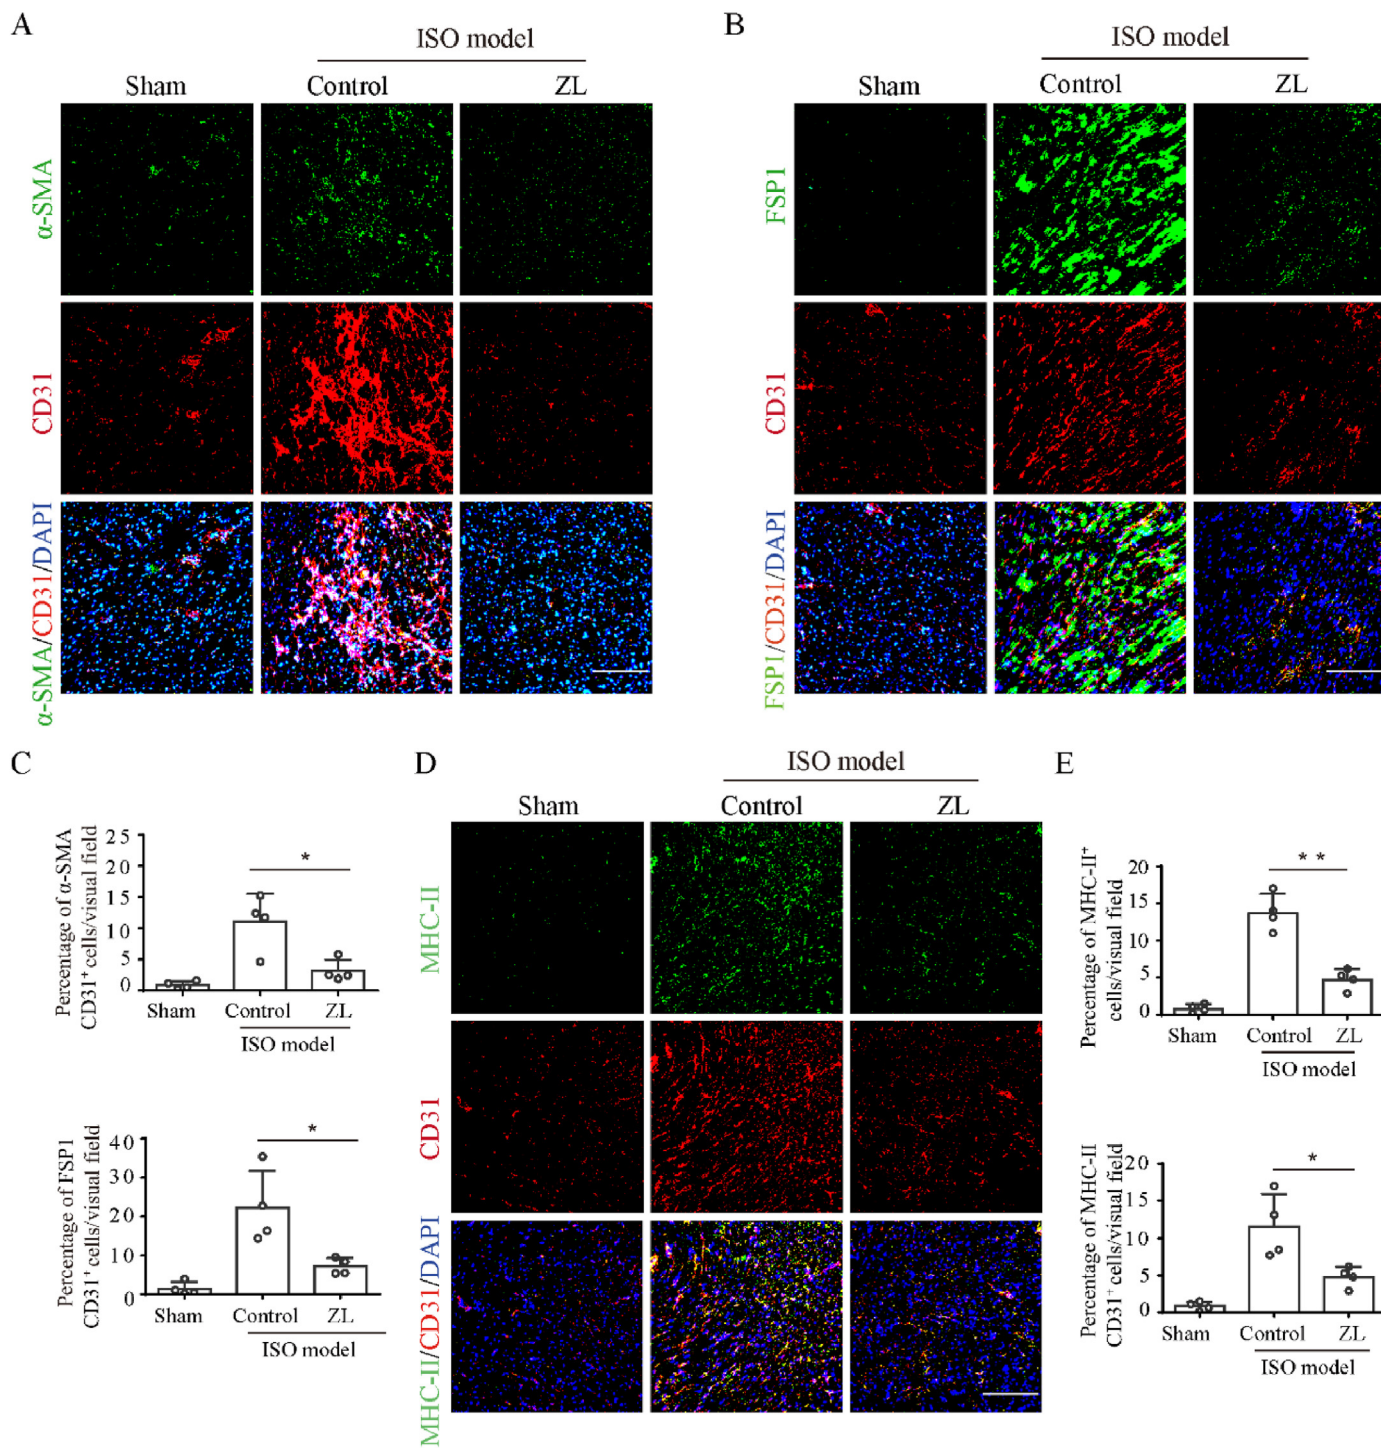 A
ISO model
Sham
Control
ZL
α-SMA
CD31
α-SMA/CD31/DAPI
B
ISO model
Sham
Control
ZL
FSP1
CD31
FSP1/CD31/DAPI
C
Percentage of α-SMA
CD31⁺ cells/visual field
25
20
15
10
5
0
*
Sham
Control
ZL
ISO model
Percentage of FSP1
CD31⁺ cells/visual field
40
30
20
10
0
*
Sham
Control
ZL
ISO model
D
ISO model
Sham
Control
ZL
MHC-II
CD31
MHC-II/CD31/DAPI
E
Percentage of MHC-II⁺
cells/visual field
20
15
10
5
0
* *
Sham
Control
ZL
ISO model
Percentage of MHC-II
CD31⁺ cells/visual field
20
15
10
5
0
*
Sham
Control
ZL
ISO model